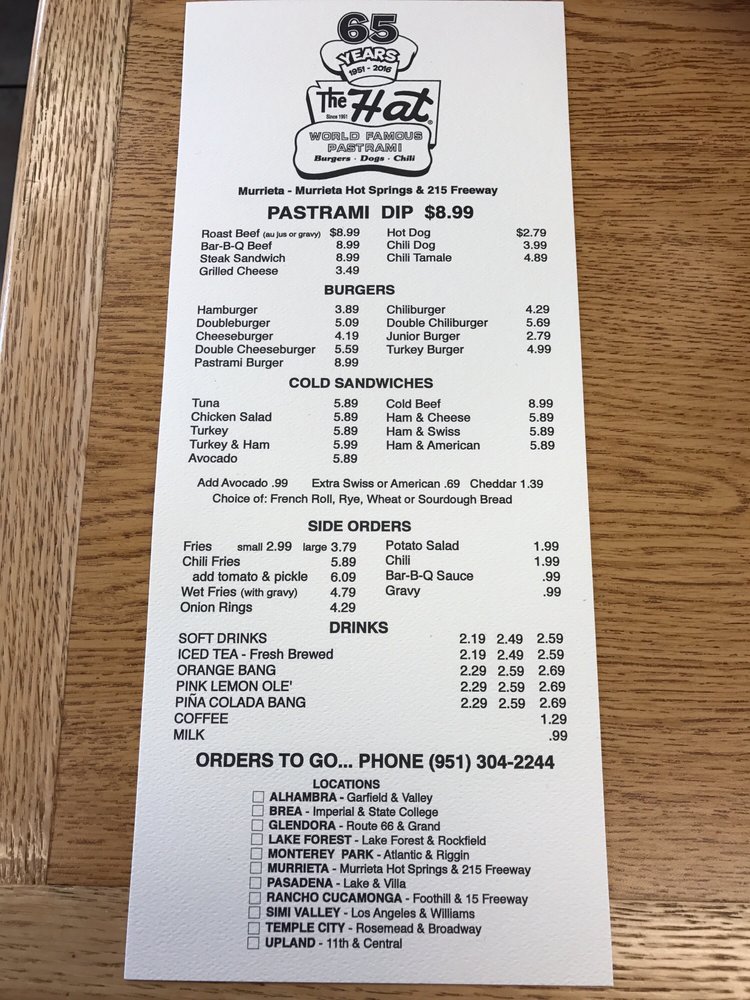 65
YEARS
1951 - 2016
The Hat®
Since 1951
WORLD FAMOUS
PASTRAMI
Burgers · Dogs · Chili
Murrieta - Murrieta Hot Springs & 215 Freeway
PASTRAMI DIP $8.99
Roast Beef (au jus or gravy) $8.99 Hot Dog $2.79
Bar-B-Q Beef 8.99 Chili Dog 3.99
Steak Sandwich 8.99 Chili Tamale 4.89
Grilled Cheese 3.49
BURGERS
Hamburger 3.89 Chiliburger 4.29
Doubleburger 5.09 Double Chiliburger 5.69
Cheeseburger 4.19 Junior Burger 2.79
Double Cheeseburger 5.59 Turkey Burger 4.99
Pastrami Burger 8.99
COLD SANDWICHES
Tuna 5.89 Cold Beef 8.99
Chicken Salad 5.89 Ham & Cheese 5.89
Turkey 5.89 Ham & Swiss 5.89
Turkey & Ham 5.99 Ham & American 5.89
Avocado 5.89
Add Avocado .99 Extra Swiss or American .69 Cheddar 1.39
Choice of: French Roll, Rye, Wheat or Sourdough Bread
SIDE ORDERS
Fries small 2.99 large 3.79 Potato Salad 1.99
Chili Fries 5.89 Chili 1.99
add tomato & pickle 6.09 Bar-B-Q Sauce .99
Wet Fries (with gravy) 4.79 Gravy .99
Onion Rings 4.29
DRINKS
SOFT DRINKS 2.19 2.49 2.59
ICED TEA - Fresh Brewed 2.19 2.49 2.59
ORANGE BANG 2.29 2.59 2.69
PINK LEMON OLE' 2.29 2.59 2.69
PIÑA COLADA BANG 2.29 2.59 2.69
COFFEE 1.29
MILK .99
ORDERS TO GO... PHONE (951) 304-2244
LOCATIONS
ALHAMBRA - Garfield & Valley
BREA - Imperial & State College
GLENDORA - Route 66 & Grand
LAKE FOREST - Lake Forest & Rockfield
MONTEREY PARK - Atlantic & Riggin
MURRIETA - Murrieta Hot Springs & 215 Freeway
PASADENA - Lake & Villa
RANCHO CUCAMONGA - Foothill & 15 Freeway
SIMI VALLEY - Los Angeles & Williams
TEMPLE CITY - Rosemead & Broadway
UPLAND - 11th & Central